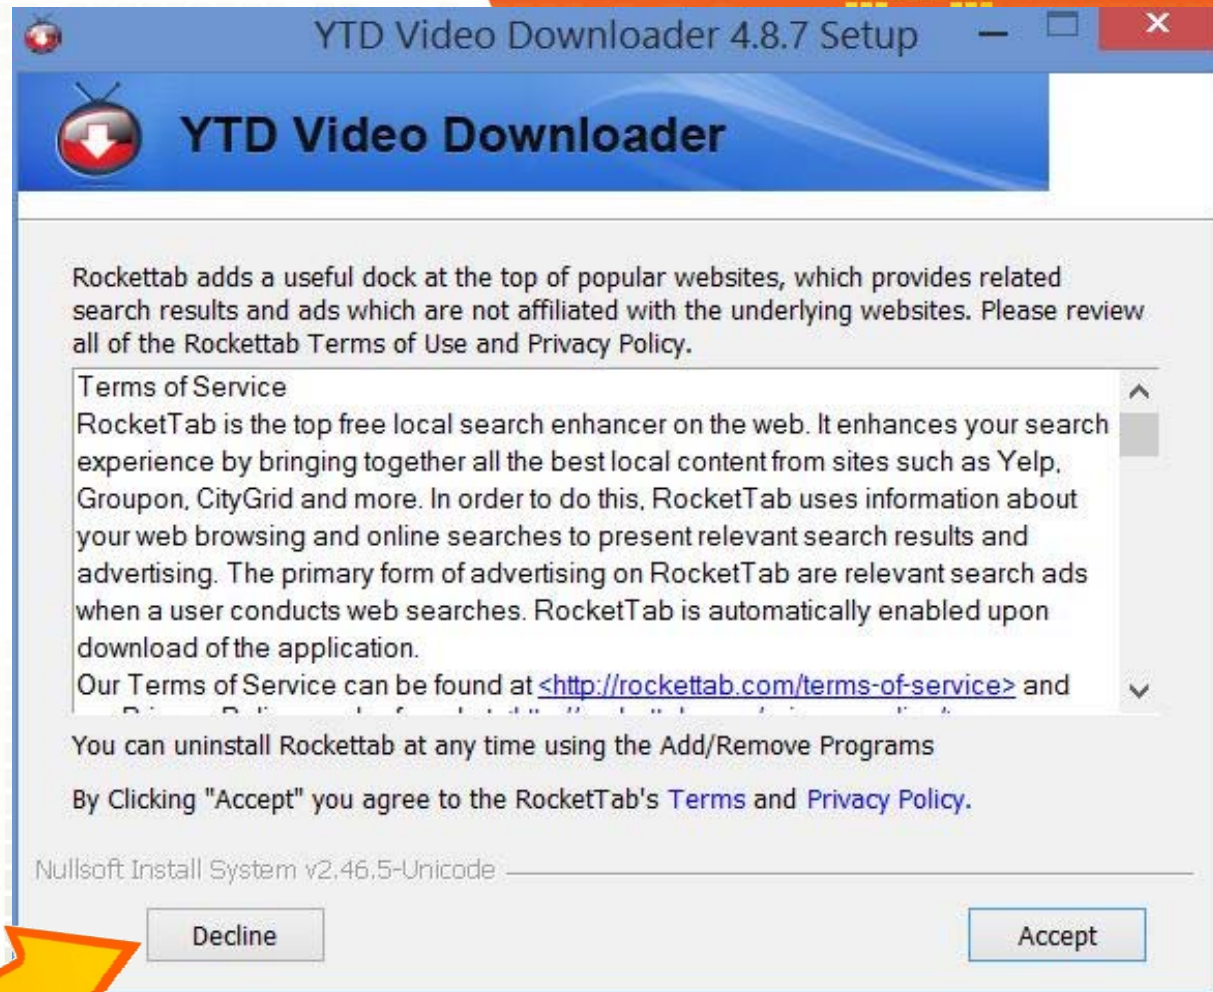 YTD Video Downloader 4.8.7 Setup
YTD Video Downloader
Rockettab adds a useful dock at the top of popular websites, which provides related
search results and ads which are not affiliated with the underlying websites. Please review
all of the Rockettab Terms of Use and Privacy Policy.
Terms of Service
RocketTab is the top free local search enhancer on the web. It enhances your search
experience by bringing together all the best local content from sites such as Yelp,
Groupon, CityGrid and more. In order to do this, RocketTab uses information about
your web browsing and online searches to present relevant search results and
advertising. The primary form of advertising on RocketTab are relevant search ads
when a user conducts web searches. RocketTab is automatically enabled upon
download of the application.
Our Terms of Service can be found at <http://rockettab.com/terms-of-service> and
You can uninstall Rockettab at any time using the Add/Remove Programs
By Clicking "Accept" you agree to the RocketTab's Terms and Privacy Policy.
Nullsoft Install System v2.46.5-Unicode
Decline
Accept